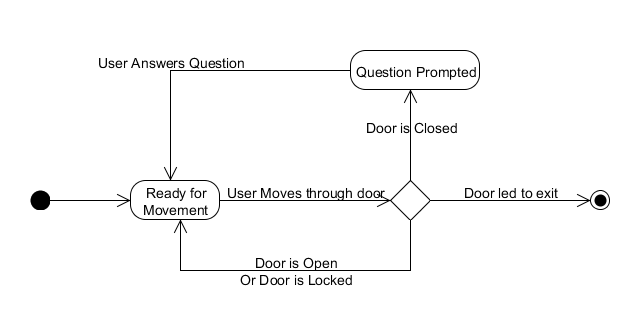 User Answers Question
Question Prompted
Door is Closed
Ready for
Movement
User Moves through door
Door led to exit
Door is Open
Or Door is Locked